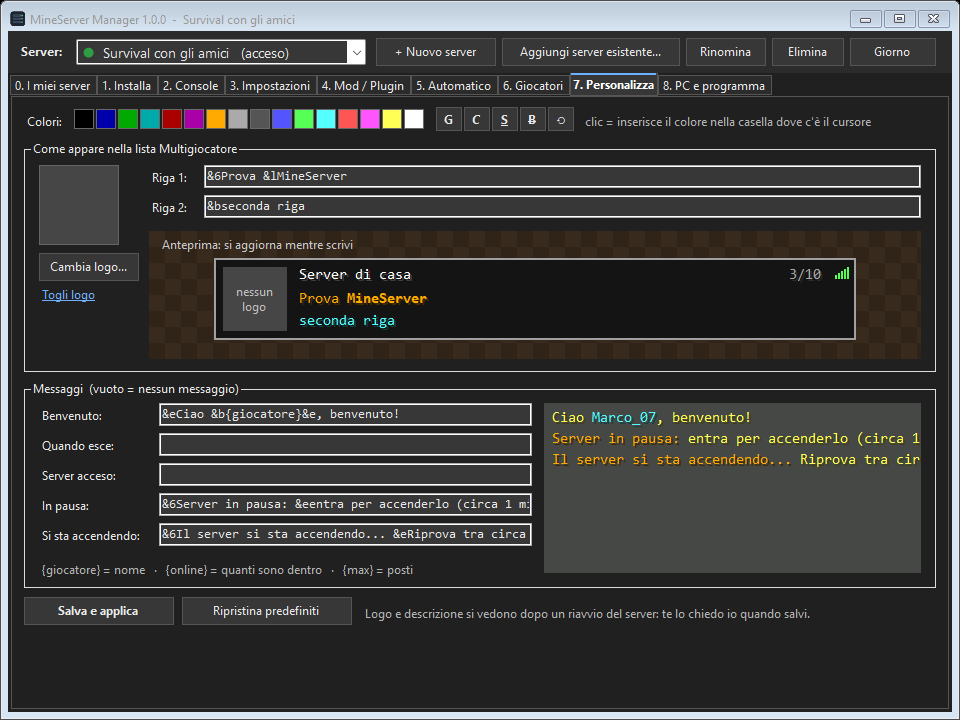 MineServer Manager 1.0.0 - Survival con gli amici
Server: Survival con gli amici (acceso) + Nuovo server Aggiungi server esistente... Rinomina Elimina Giorno
0. I miei server 1. Installa 2. Console 3. Impostazioni 4. Mod / Plugin 5. Automatico 6. Giocatori 7. Personalizza 8. PC e programma
Colori: G C S B clic = inserisce il colore nella casella dove c'è il cursore
Come appare nella lista Multigiocatore
Riga 1: &6Prova &lMineServer
Riga 2: &bseconda riga
Anteprima: si aggiorna mentre scrivi
Cambia logo...
Togli logo
nessun logo
Server di casa 3/10
Prova MineServer
seconda riga
Messaggi (vuoto = nessun messaggio)
Benvenuto: &eCiao &b{giocatore}&e, benvenuto!
Quando esce:
Server acceso:
In pausa: &6Server in pausa: &eentra per accenderlo (circa 1 m
Si sta accendendo: &6Il server si sta accendendo... &eRiprova tra circa
{giocatore} = nome · {online} = quanti sono dentro · {max} = posti
Ciao Marco_07, benvenuto!
Server in pausa: entra per accenderlo (circa 1
Il server si sta accendendo... Riprova tra cir
Salva e applica Ripristina predefiniti Logo e descrizione si vedono dopo un riavvio del server: te lo chiedo io quando salvi.